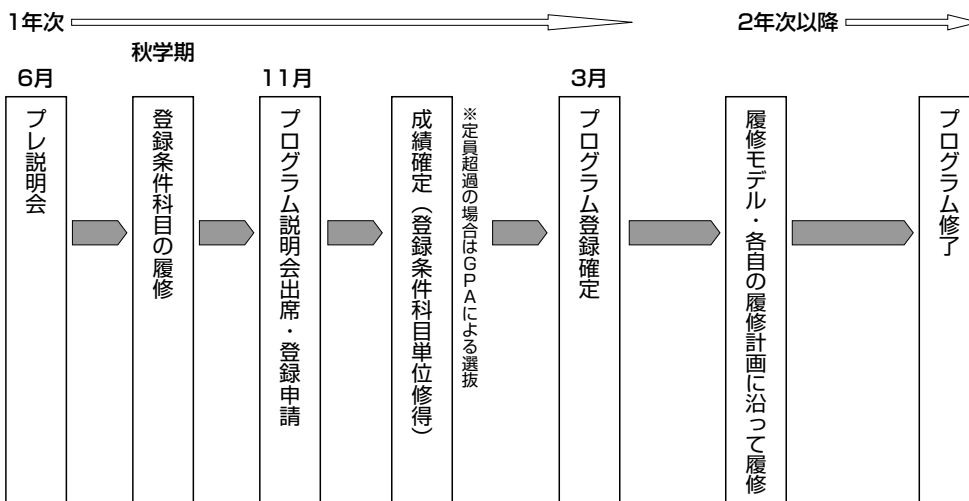 1年次
2年次以降
秋学期
6月
11月
3月
プレ説明会
登録条件科目の履修
プログラム説明会出席・登録申請
成績確定（登録条件科目単位修得）
※定員超過の場合はGPAによる選抜
プログラム登録確定
履修モデル・各自の履修計画に沿って履修
プログラム修了